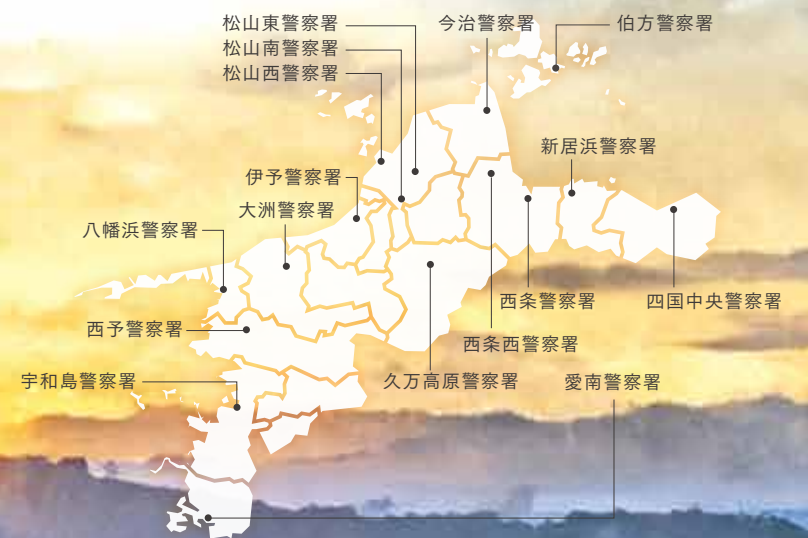 松山東警察署
今治警察署
伯方警察署
松山南警察署
松山西警察署
新居浜警察署
伊予警察署
大洲警察署
八幡浜警察署
西条警察署
四国中央警察署
西予警察署
西条西警察署
宇和島警察署
久万高原警察署
愛南警察署